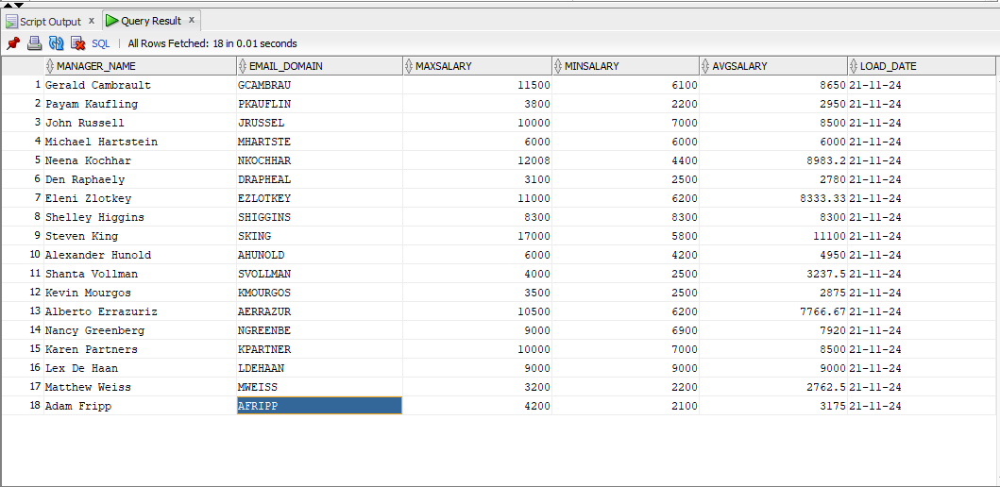 Script Output x Query Result x
SQL | All Rows Fetched: 18 in 0.01 seconds
MANAGER_NAME EMAIL_DOMAIN MAXSALARY MINSALARY AVGSALARY LOAD_DATE
1 Gerald Cambrault GCAMBRAU 11500 6100 8650 21-11-24
2 Payam Kaufling PKAUFLIN 3800 2200 2950 21-11-24
3 John Russell JRUSSEL 10000 7000 8500 21-11-24
4 Michael Hartstein MHARTSTE 6000 6000 6000 21-11-24
5 Neena Kochhar NKOCHHAR 12008 4400 8983.2 21-11-24
6 Den Raphaely DRAPHEAL 3100 2500 2780 21-11-24
7 Eleni Zlotkey EZLOTKEY 11000 6200 8333.33 21-11-24
8 Shelley Higgins SHIGGINS 8300 8300 8300 21-11-24
9 Steven King SKING 17000 5800 11100 21-11-24
10 Alexander Hunold AHUNOLD 6000 4200 4950 21-11-24
11 Shanta Vollman SVOLLMAN 4000 2500 3237.5 21-11-24
12 Kevin Mourgos KMOURGOS 3500 2500 2875 21-11-24
13 Alberto Errazuriz AERRAZUR 10500 6200 7766.67 21-11-24
14 Nancy Greenberg NGREENBE 9000 6900 7920 21-11-24
15 Karen Partners KPARTNER 10000 7000 8500 21-11-24
16 Lex De Haan LDEHAAN 9000 9000 9000 21-11-24
17 Matthew Weiss MWEISS 3200 2200 2762.5 21-11-24
18 Adam Fripp AFRIPP 4200 2100 3175 21-11-24